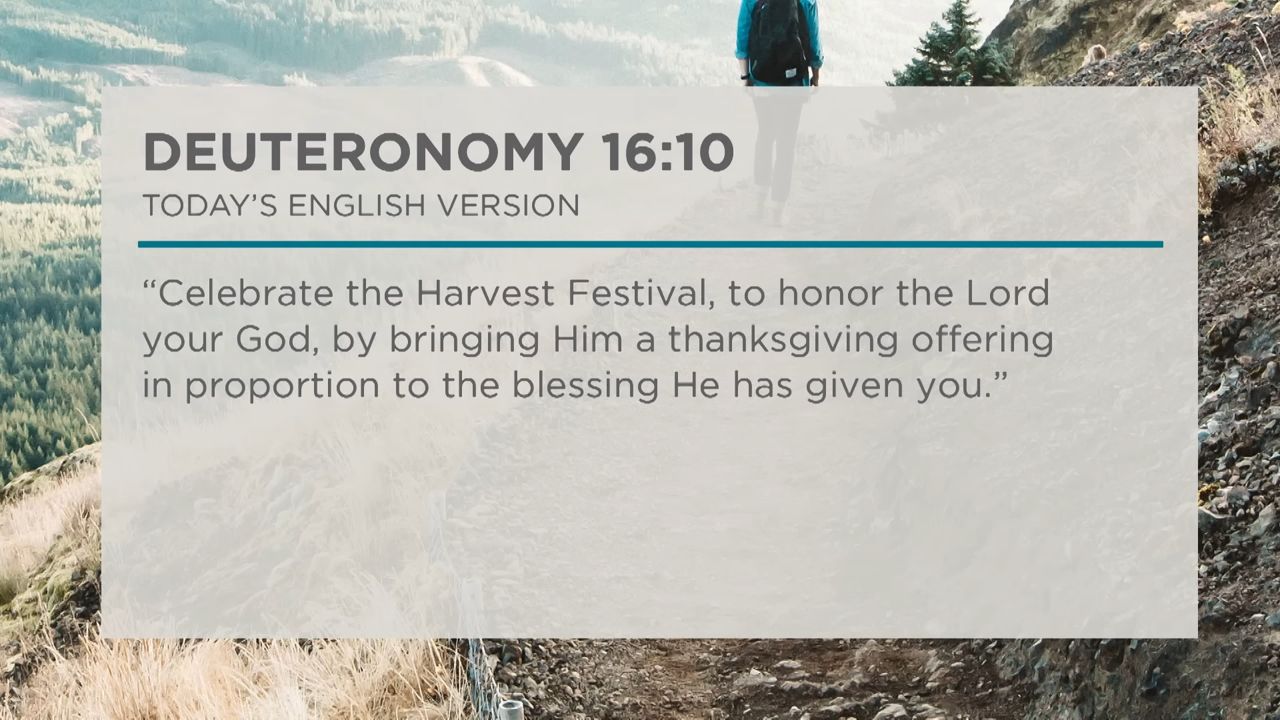 DEUTERONOMY 16:10
TODAY’S ENGLISH VERSION
“Celebrate the Harvest Festival, to honor the Lord
your God, by bringing Him a thanksgiving offering
in proportion to the blessing He has given you.”